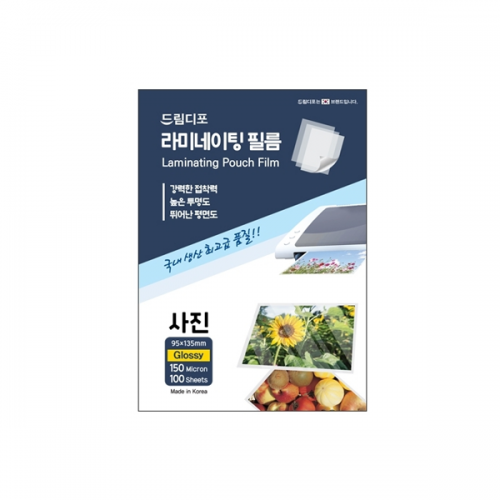 드림디포는 🇰🇷 브랜드입니다.
드림디포
라미네이팅 필름
Laminating Pouch Film
강력한 접착력
높은 투명도
뛰어난 평면도
국내 생산 최고급 품질!!
사진
95×135mm
Glossy
150 Micron
100 Sheets
Made in Korea